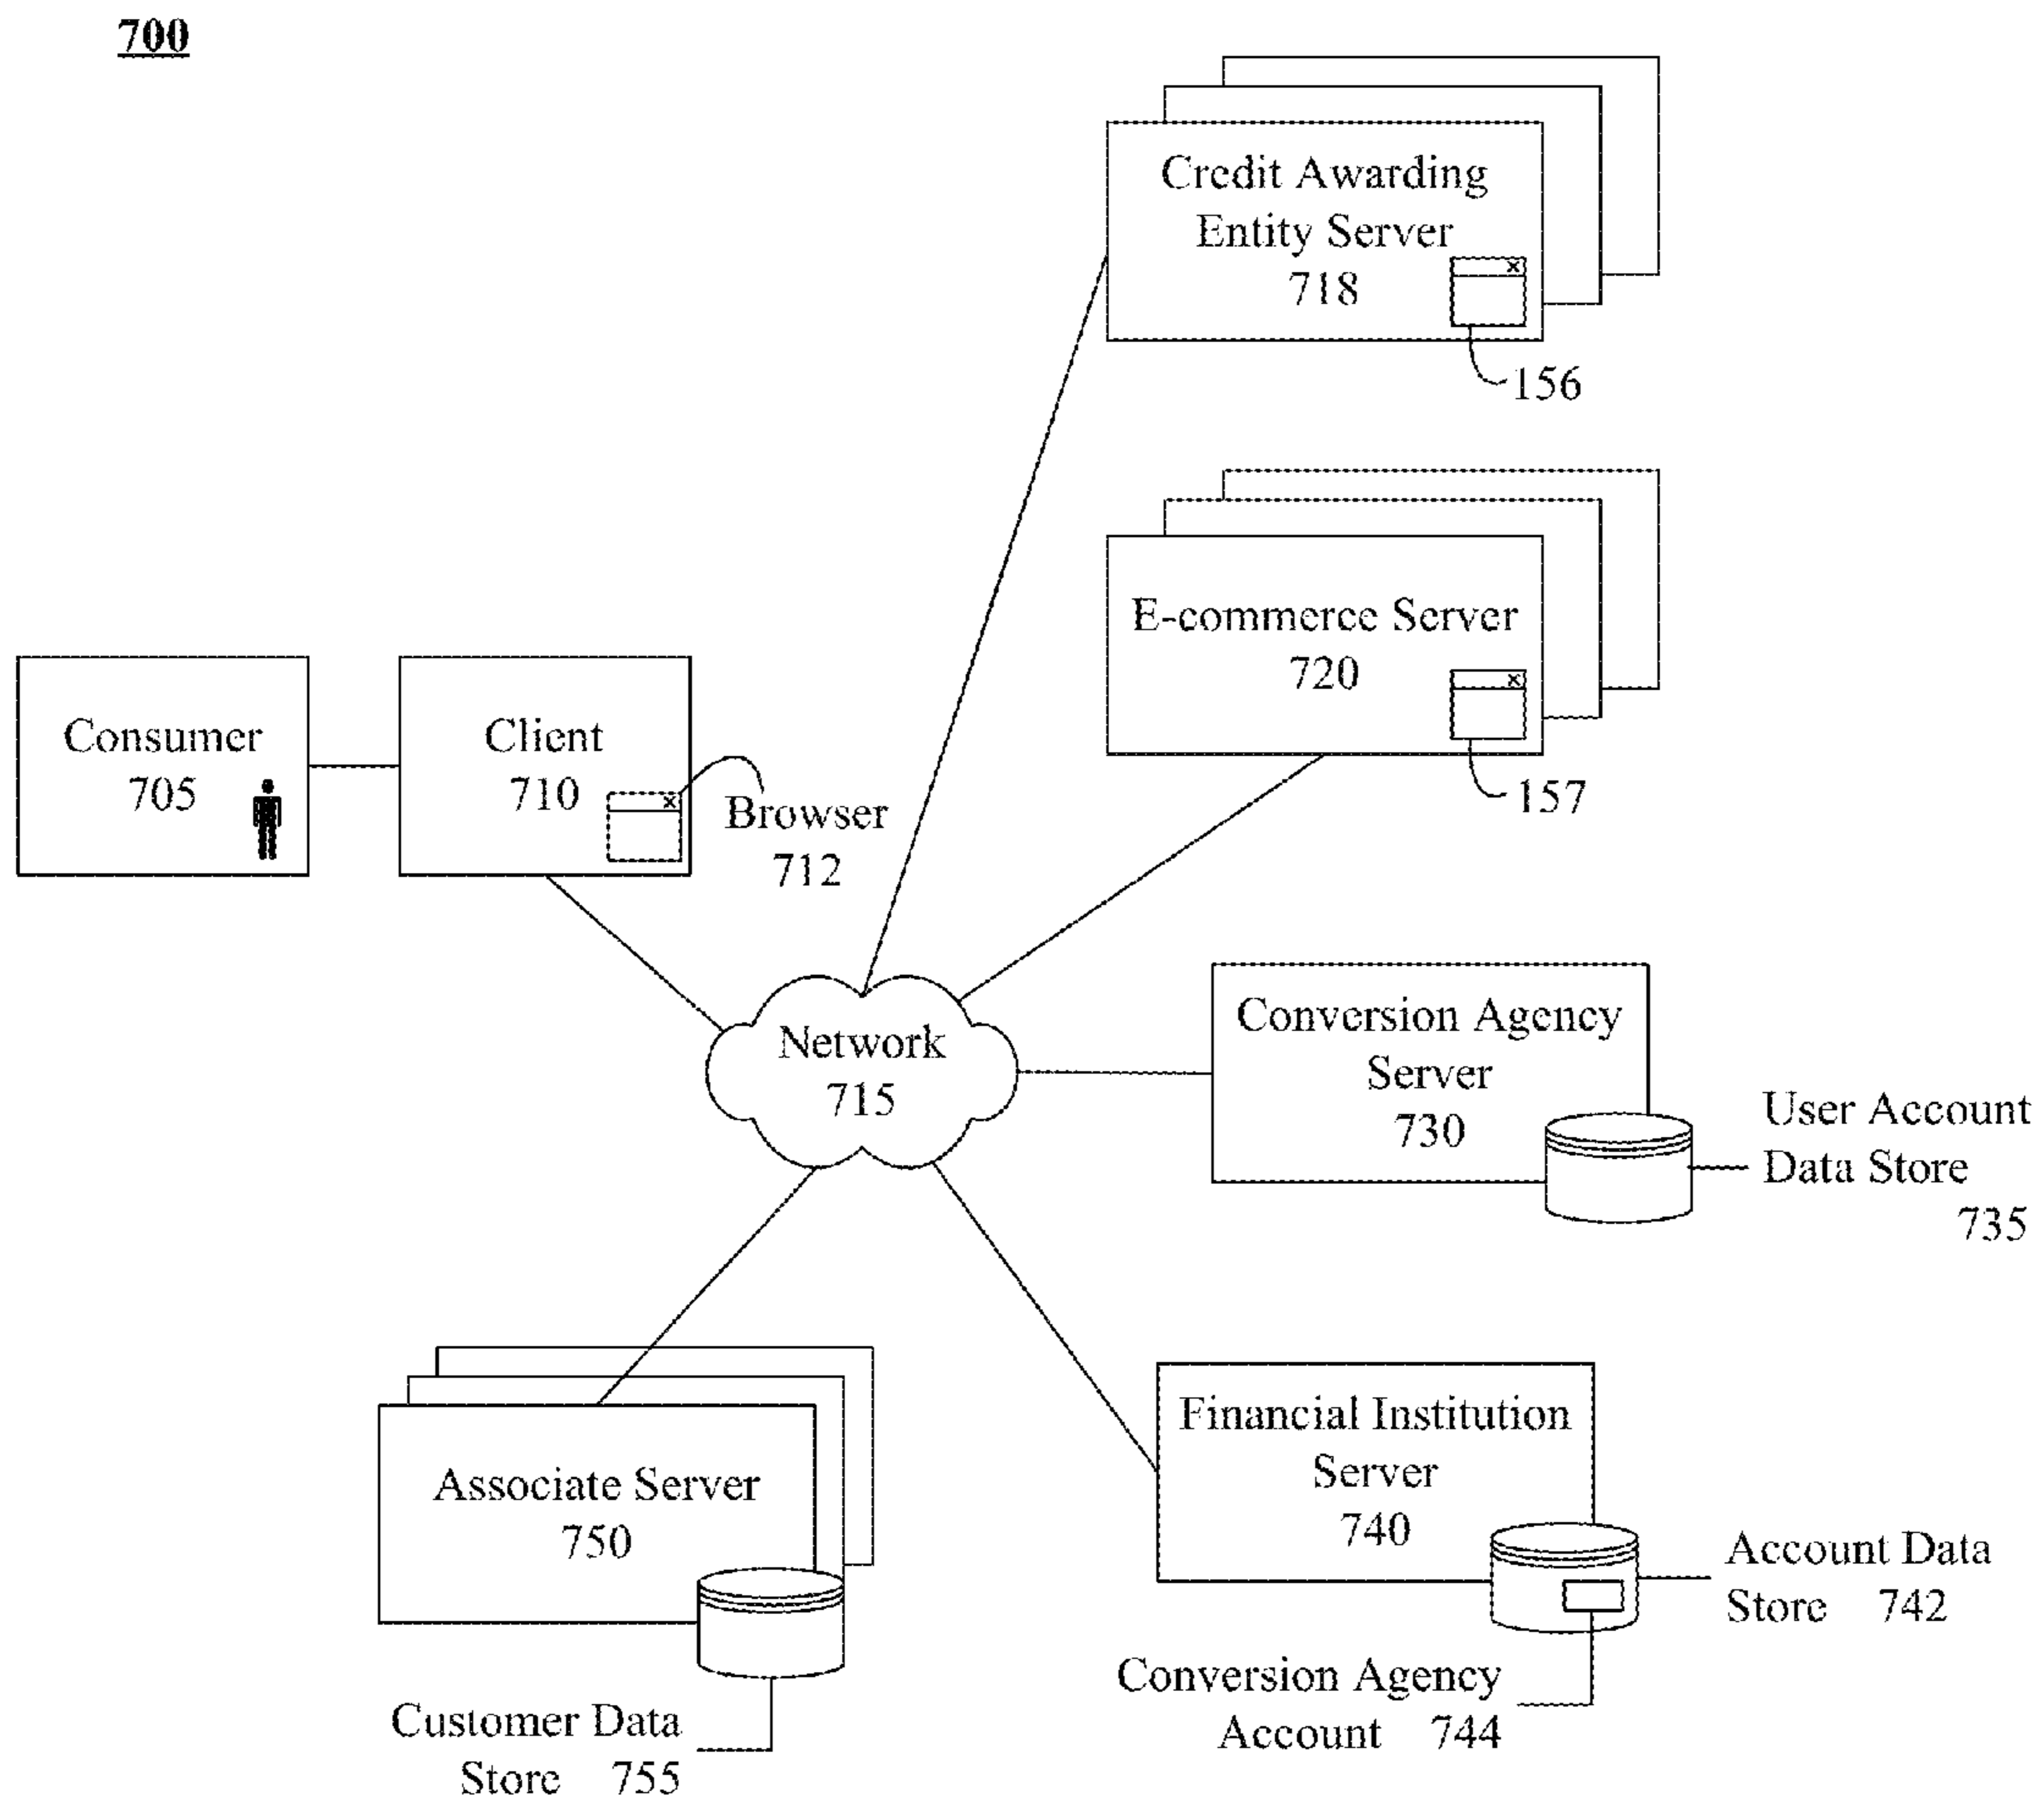 700
Credit Awarding
Entity Server
718
156
E-commerce Server
720
157
Consumer
705
Client
710
Browser
712
Network
715
Conversion Agency
Server
730
User Account
Data Store
735
Associate Server
750
Customer Data
Store 755
Financial Institution
Server
740
Account Data
Store 742
Conversion Agency
Account 744